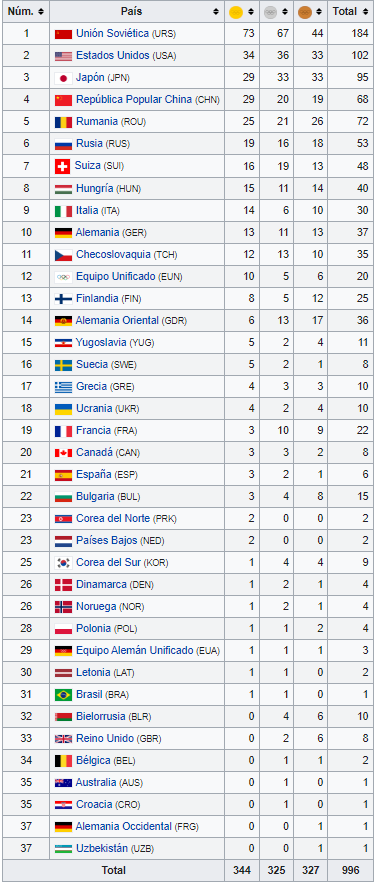 Núm. País Total
1 Unión Soviética (URS) 73 67 44 184
2 Estados Unidos (USA) 34 36 33 102
3 Japón (JPN) 29 33 33 95
4 República Popular China (CHN) 29 20 19 68
5 Rumania (ROU) 25 21 26 72
6 Rusia (RUS) 19 16 18 53
7 Suiza (SUI) 16 19 13 48
8 Hungría (HUN) 15 11 14 40
9 Italia (ITA) 14 6 10 30
10 Alemania (GER) 13 11 13 37
11 Checoslovaquia (TCH) 12 13 10 35
12 Equipo Unificado (EUN) 10 5 6 20
13 Finlandia (FIN) 8 5 12 25
14 Alemania Oriental (GDR) 6 13 17 36
15 Yugoslavia (YUG) 5 2 4 11
16 Suecia (SWE) 5 2 1 8
17 Grecia (GRE) 4 3 3 10
18 Ucrania (UKR) 4 2 4 10
19 Francia (FRA) 3 10 9 22
20 Canadá (CAN) 3 3 2 8
21 España (ESP) 3 2 1 6
22 Bulgaria (BUL) 3 4 8 15
23 Corea del Norte (PRK) 2 0 0 2
23 Países Bajos (NED) 2 0 0 2
25 Corea del Sur (KOR) 1 4 4 9
26 Dinamarca (DEN) 1 2 1 4
26 Noruega (NOR) 1 2 1 4
28 Polonia (POL) 1 1 2 4
29 Equipo Alemán Unificado (EUA) 1 1 1 3
30 Letonia (LAT) 1 1 0 2
31 Brasil (BRA) 1 1 0 1
32 Bielorrusia (BLR) 0 4 6 10
33 Reino Unido (GBR) 0 2 6 8
34 Bélgica (BEL) 0 1 1 2
35 Australia (AUS) 0 1 0 1
35 Croacia (CRO) 0 1 0 1
37 Alemania Occidental (FRG) 0 0 1 1
37 Uzbekistán (UZB) 0 0 1 1
Total 344 325 327 996